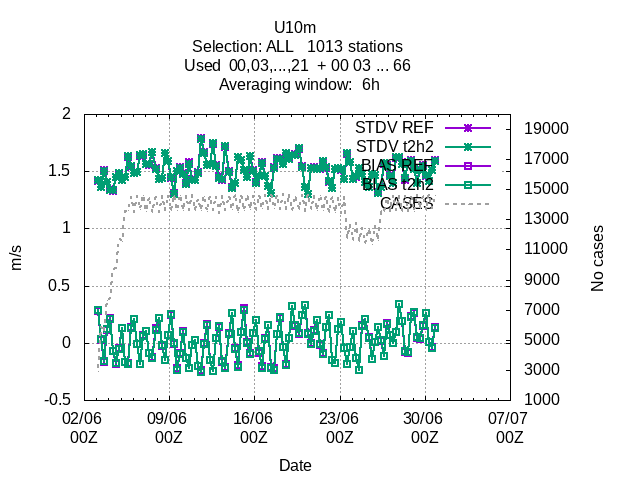 U10m
Selection: ALL   1013 stations
Used  00,03,...,21  + 00 03 ... 66
Averaging window:  6h
2
1.5
1
0.5
0
-0.5
m/s
19000
17000
15000
13000
11000
9000
7000
5000
3000
1000
No cases
STDV REF
STDV t2h2
BIAS REF
BIAS t2h2
CASES
02/06 00Z
09/06 00Z
16/06 00Z
23/06 00Z
30/06 00Z
07/07 00Z
Date